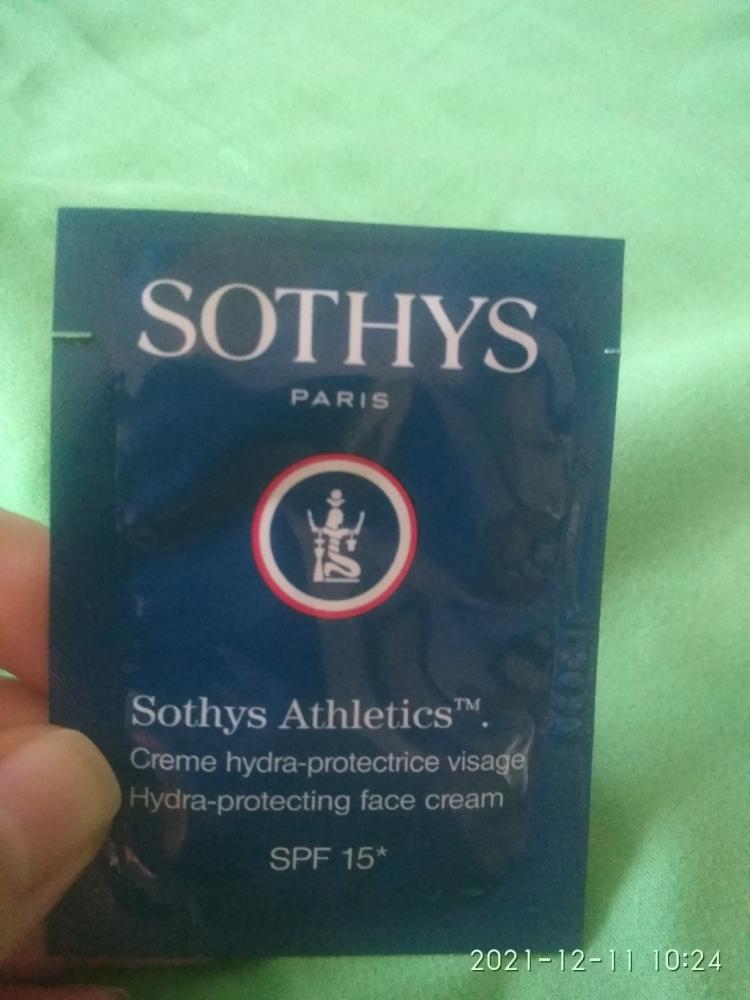 SOTHYS
PARIS
Sothys Athletics™.
Creme hydra-protectrice visage
Hydra-protecting face cream
SPF 15*
2021-12-11 10:24